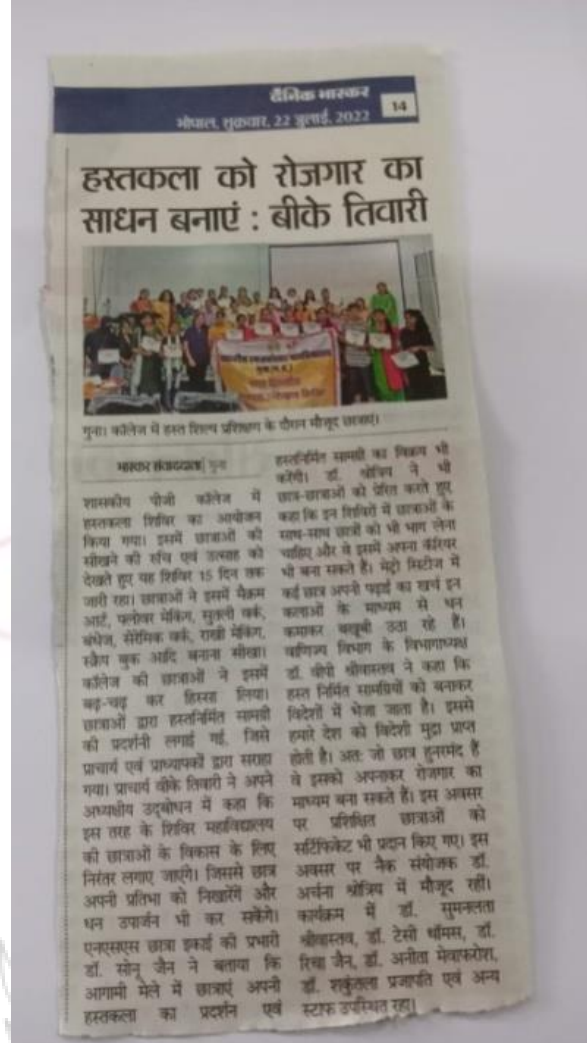 दैनिक भास्कर
भोपाल, शुक्रवार, 22 जुलाई, 2022
14
हस्तकला को रोजगार का
साधन बनाएं : बीके तिवारी
गुना। कॉलेज में हस्त शिल्प प्रशिक्षण के दौरान मौजूद छात्राएं।
भास्कर संवाददाता| गुना
शासकीय पीजी कॉलेज में
हस्तकला शिविर का आयोजन
किया गया। इसमें छात्राओं की
सीखने की रुचि एवं उत्साह को
देखते हुए यह शिविर 15 दिन तक
जारी रहा। छात्राओं ने इसमें मैक्रम
आर्ट, फ्लोवर मेकिंग, सुतली वर्क,
बंधेज, सेरेमिक वर्क, राखी मेकिंग,
स्क्रैप बुक आदि बनाना सीखा।
कॉलेज की छात्राओं ने इसमें
बढ़-चढ़ कर हिस्सा लिया।
छात्राओं द्वारा हस्तनिर्मित सामग्री
की प्रदर्शनी लगाई गई, जिसे
प्राचार्य एवं प्राध्यापकों द्वारा सराहा
गया। प्राचार्य बीके तिवारी ने अपने
अध्यक्षीय उद्बोधन में कहा कि
इस तरह के शिविर महाविद्यालय
की छात्राओं के विकास के लिए
निरंतर लगाए जाएंगे। जिससे छात्र
अपनी प्रतिभा को निखारेंगे और
धन उपार्जन भी कर सकेंगे।
एनएसएस छात्रा इकाई की प्रभारी
डॉ. सोनू जैन ने बताया कि
आगामी मेले में छात्राएं अपनी
हस्तकला का प्रदर्शन एवं
हस्तनिर्मित सामग्री का विक्रय भी
करेंगी। डॉ. श्रोत्रिय ने भी
छात्र-छात्राओं को प्रेरित करते हुए
कहा कि इन शिविरों में छात्राओं के
साथ-साथ छात्रों को भी भाग लेना
चाहिए और वे इसमें अपना कॅरियर
भी बना सकते हैं। मेट्रो सिटीज में
कई छात्र अपनी पढ़ाई का खर्च इन
कलाओं के माध्यम से धन
कमाकर बखूबी उठा रहे हैं।
वाणिज्य विभाग के विभागाध्यक्ष
डॉ. बीपी श्रीवास्तव ने कहा कि
हस्त निर्मित सामग्रियों को बनाकर
विदेशों में भेजा जाता है। इससे
हमारे देश को विदेशी मुद्रा प्राप्त
होती है। अत: जो छात्र हुनरमंद हैं
वे इसको अपनाकर रोजगार का
माध्यम बना सकते हैं। इस अवसर
पर प्रशिक्षित छात्राओं को
सर्टिफिकेट भी प्रदान किए गए। इस
अवसर पर नैक संयोजक डॉ.
अर्चना श्रोत्रिय में मौजूद रहीं।
कार्यक्रम में डॉ. सुमनलता
श्रीवास्तव, डॉ. टेसी थॉमस, डॉ.
रिचा जैन, डॉ. अनीता मेवाफरोश,
डॉ. शकुंतला प्रजापति एवं अन्य
स्टाफ उपस्थित रहा।